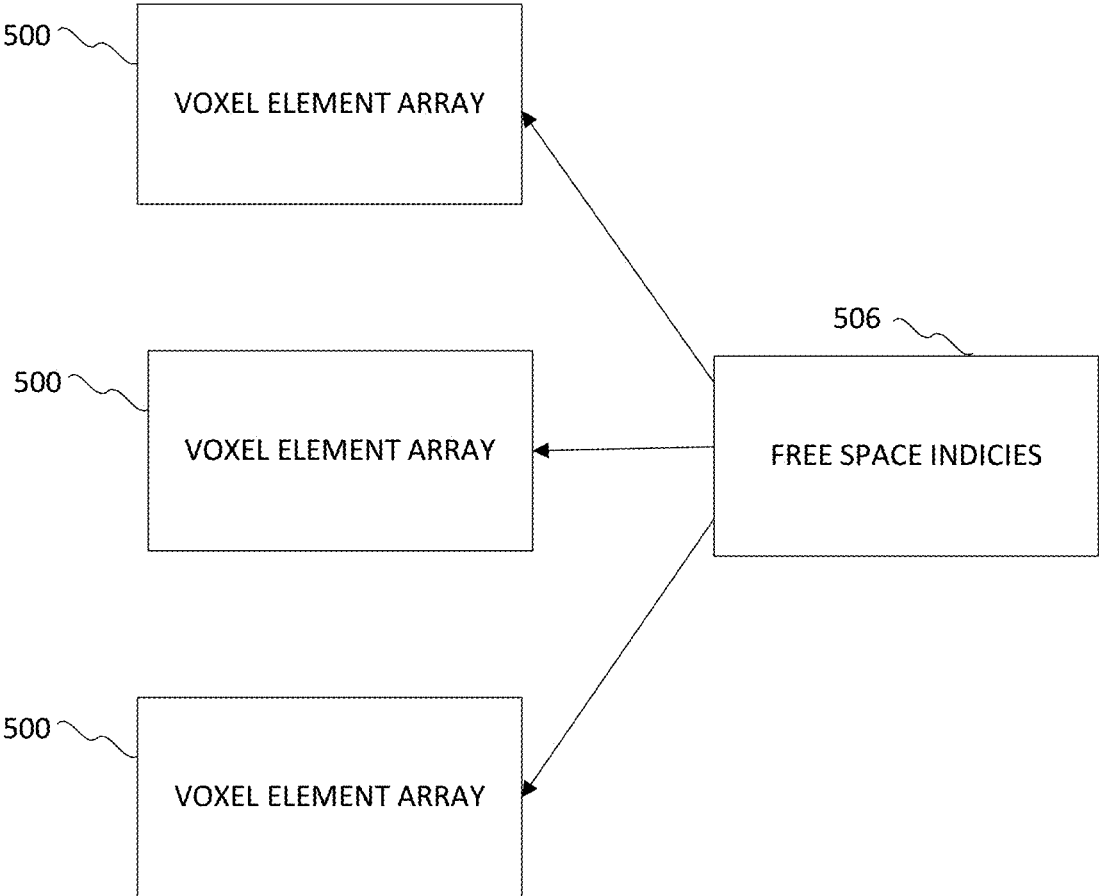 500
VOXEL ELEMENT ARRAY
506
500
VOXEL ELEMENT ARRAY
FREE SPACE INDICIES
500
VOXEL ELEMENT ARRAY